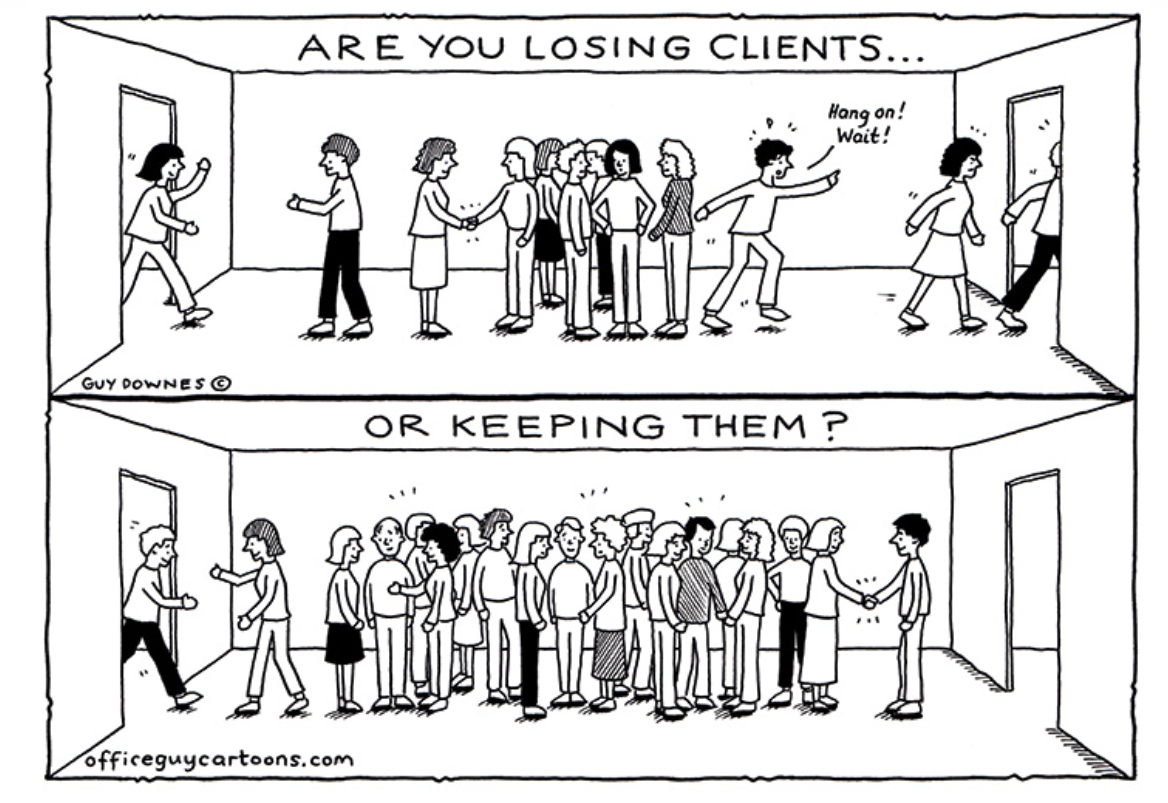 ARE YOU LOSING CLIENTS...
Hang on!
Wait!
GUY DOWNES ©
OR KEEPING THEM?
officeguycartoons.com